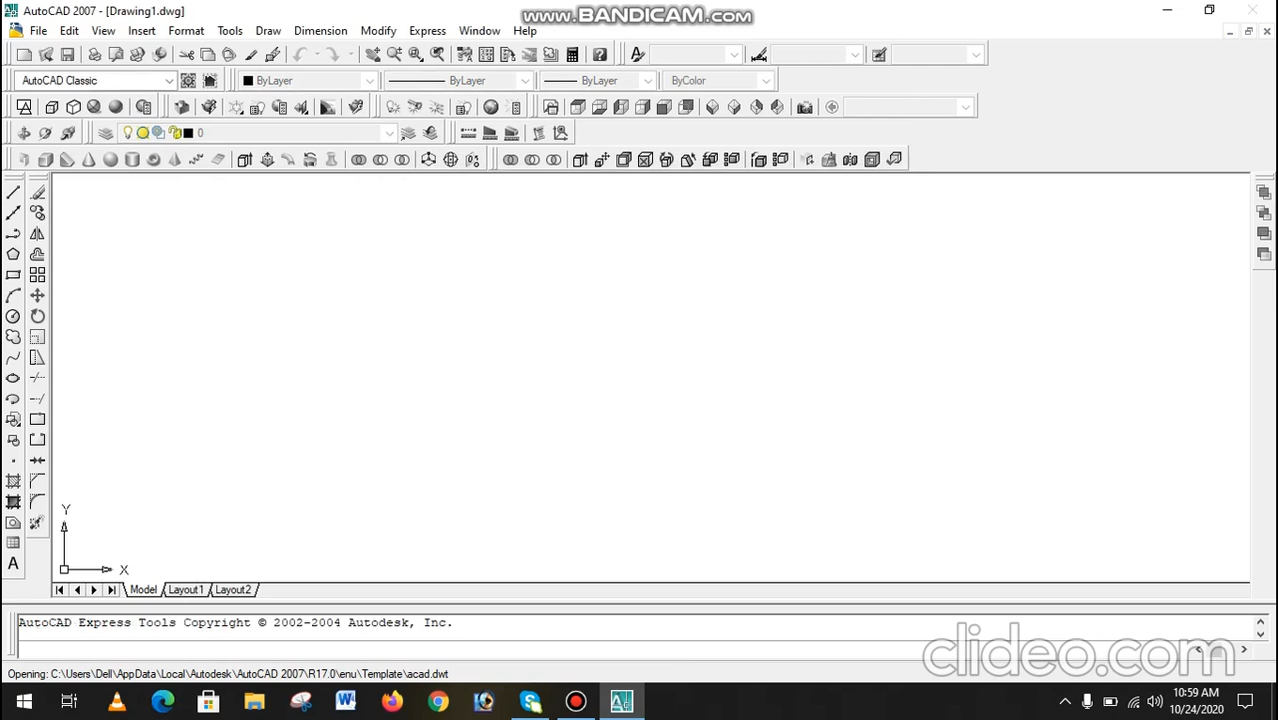 AutoCAD 2007 - [Drawing1.dwg]
www.BANDICAM.com
File Edit View Insert Format Tools Draw Dimension Modify Express Window Help
AutoCAD Classic ByLayer ByLayer ByLayer ByColor
0
A
Y
X
Model Layout1 Layout2
AutoCAD Express Tools Copyright © 2002-2004 Autodesk, Inc.
clideo.com
Opening: C:\Users\Dell\AppData\Local\Autodesk\AutoCAD 2007\R17.0\enu\Template\acad.dwt
10:59 AM
10/24/2020